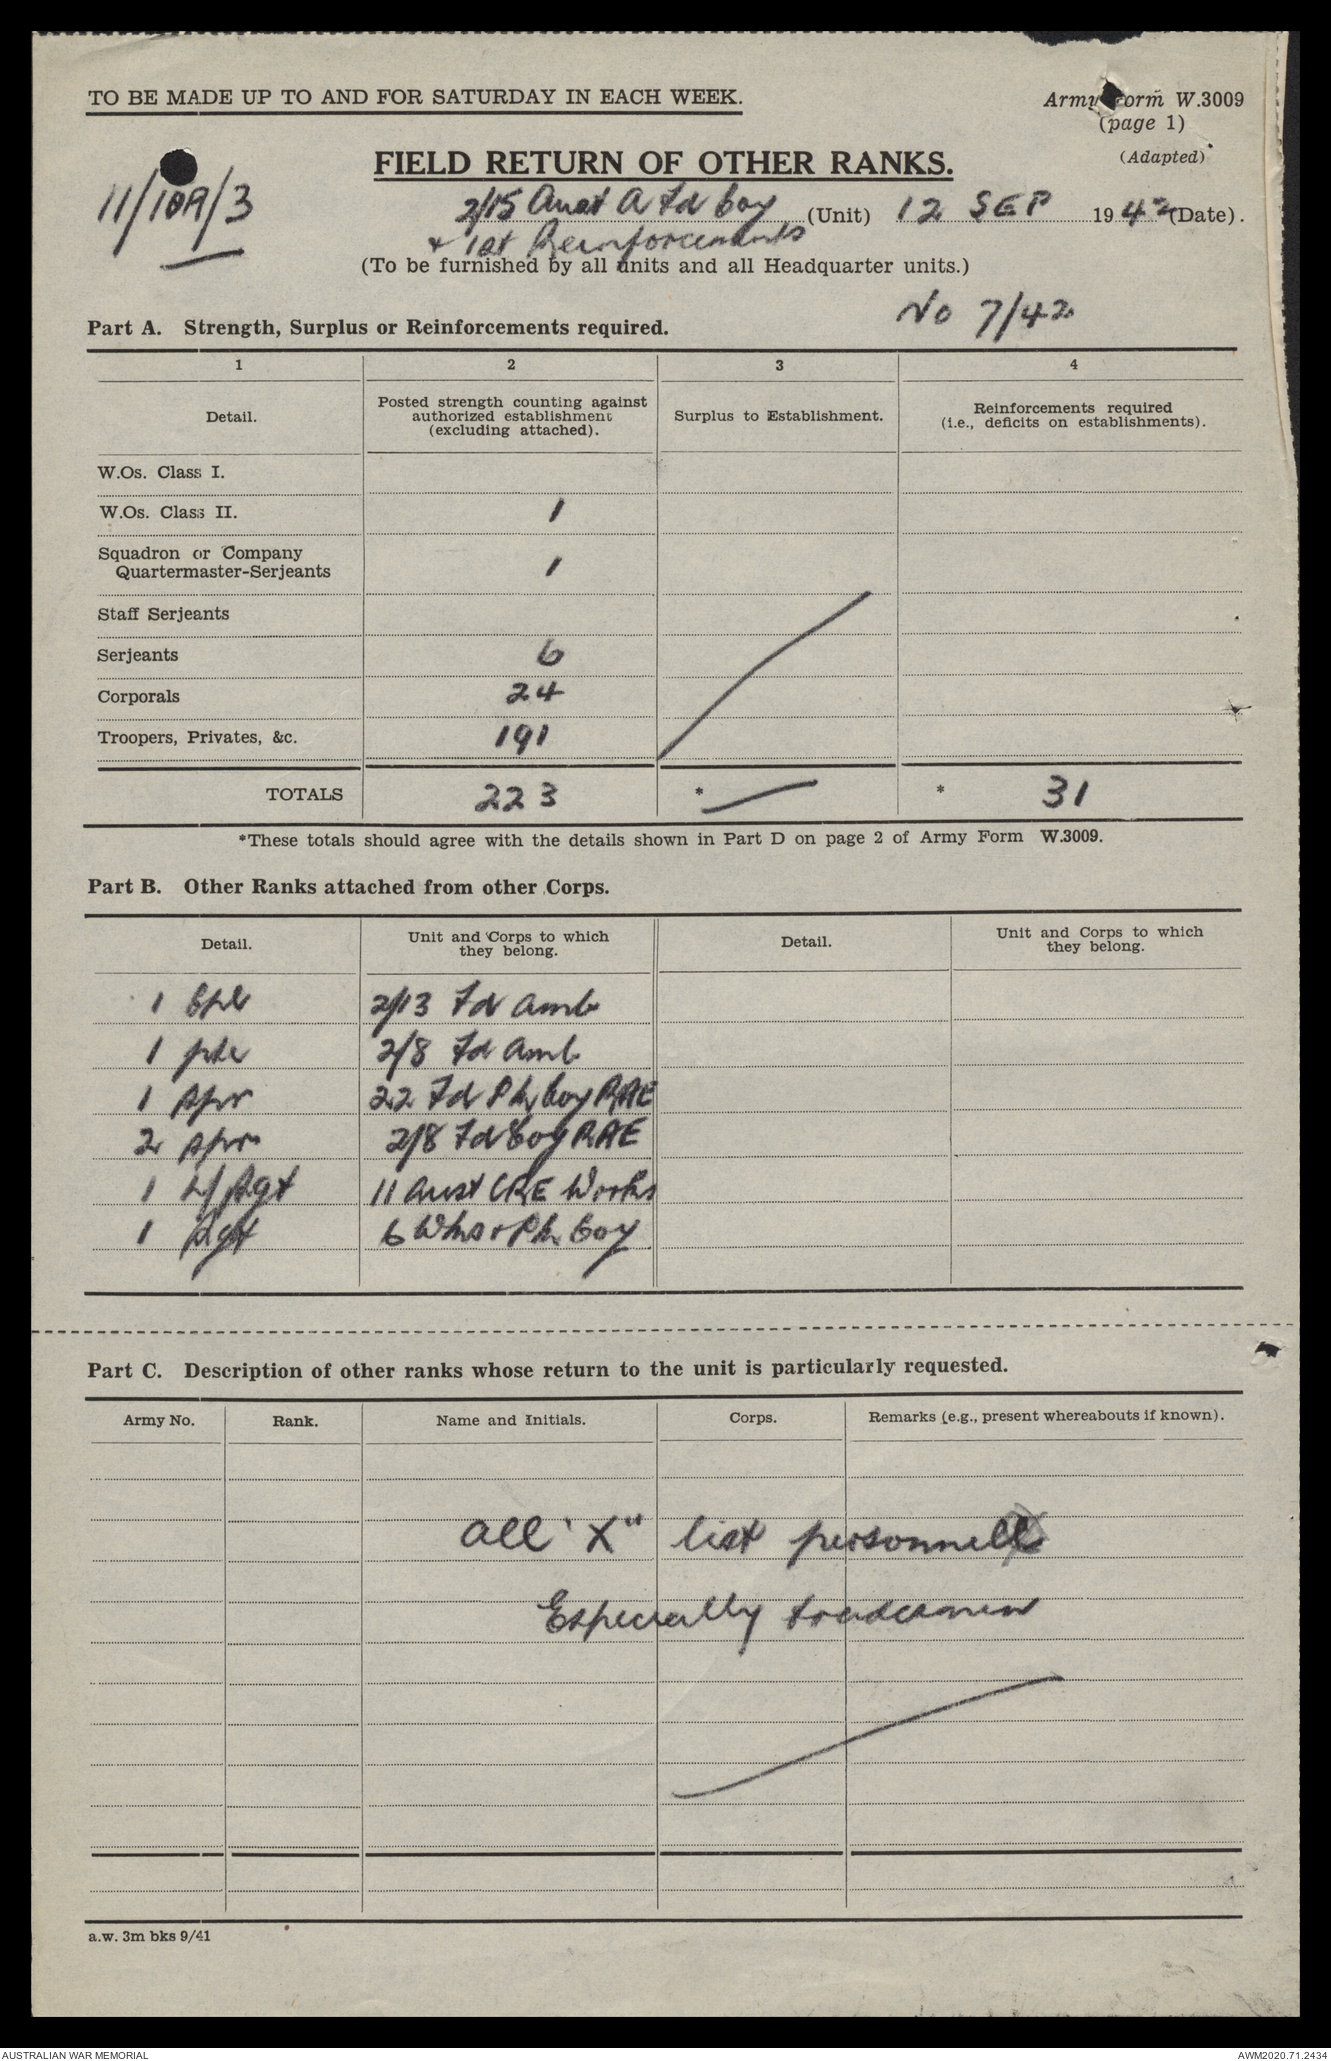 TO BE MADE UP TO AND FOR SATURDAY IN EACH WEEK.
Army Form W.3009
(page 1)
(Adapted)
FIELD RETURN OF OTHER RANKS.
11/10A/3
2/15 Aust A Fd Coy (Unit) 12 SEP 1942 (Date).
+ 1st Reinforcements
(To be furnished by all units and all Headquarter units.)
No 7/42
Part A. Strength, Surplus or Reinforcements required.
1 2 3 4
Detail. Posted strength counting against authorized establishment (excluding attached). Surplus to Establishment. Reinforcements required (i.e., deficits on establishments).
W.Os. Class I.
W.Os. Class II. 1
Squadron or Company
Quartermaster-Serjeants 1
Staff Serjeants
Serjeants 6
Corporals 24
Troopers, Privates, &c. 191
TOTALS 223 * * 31
*These totals should agree with the details shown in Part D on page 2 of Army Form W.3009.
Part B. Other Ranks attached from other Corps.
Detail. Unit and Corps to which they belong. Detail. Unit and Corps to which they belong.
1 Cpl 2/13 Fd Amb
1 pte 2/8 Fd Amb
1 spr 22 Fd Pk Coy RAE
2 spr 2/8 Fd Coy RAE
1 L/Sgt 11 Aust CRE Works
1 Sgt 6 Wks & Pk Coy
Part C. Description of other ranks whose return to the unit is particularly requested.
Army No. Rank. Name and Initials. Corps. Remarks (e.g., present whereabouts if known).
all "X" list personnel
Especially tradesmen
a.w. 3m bks 9/41
AUSTRALIAN WAR MEMORIAL
AWM2020.71.2434